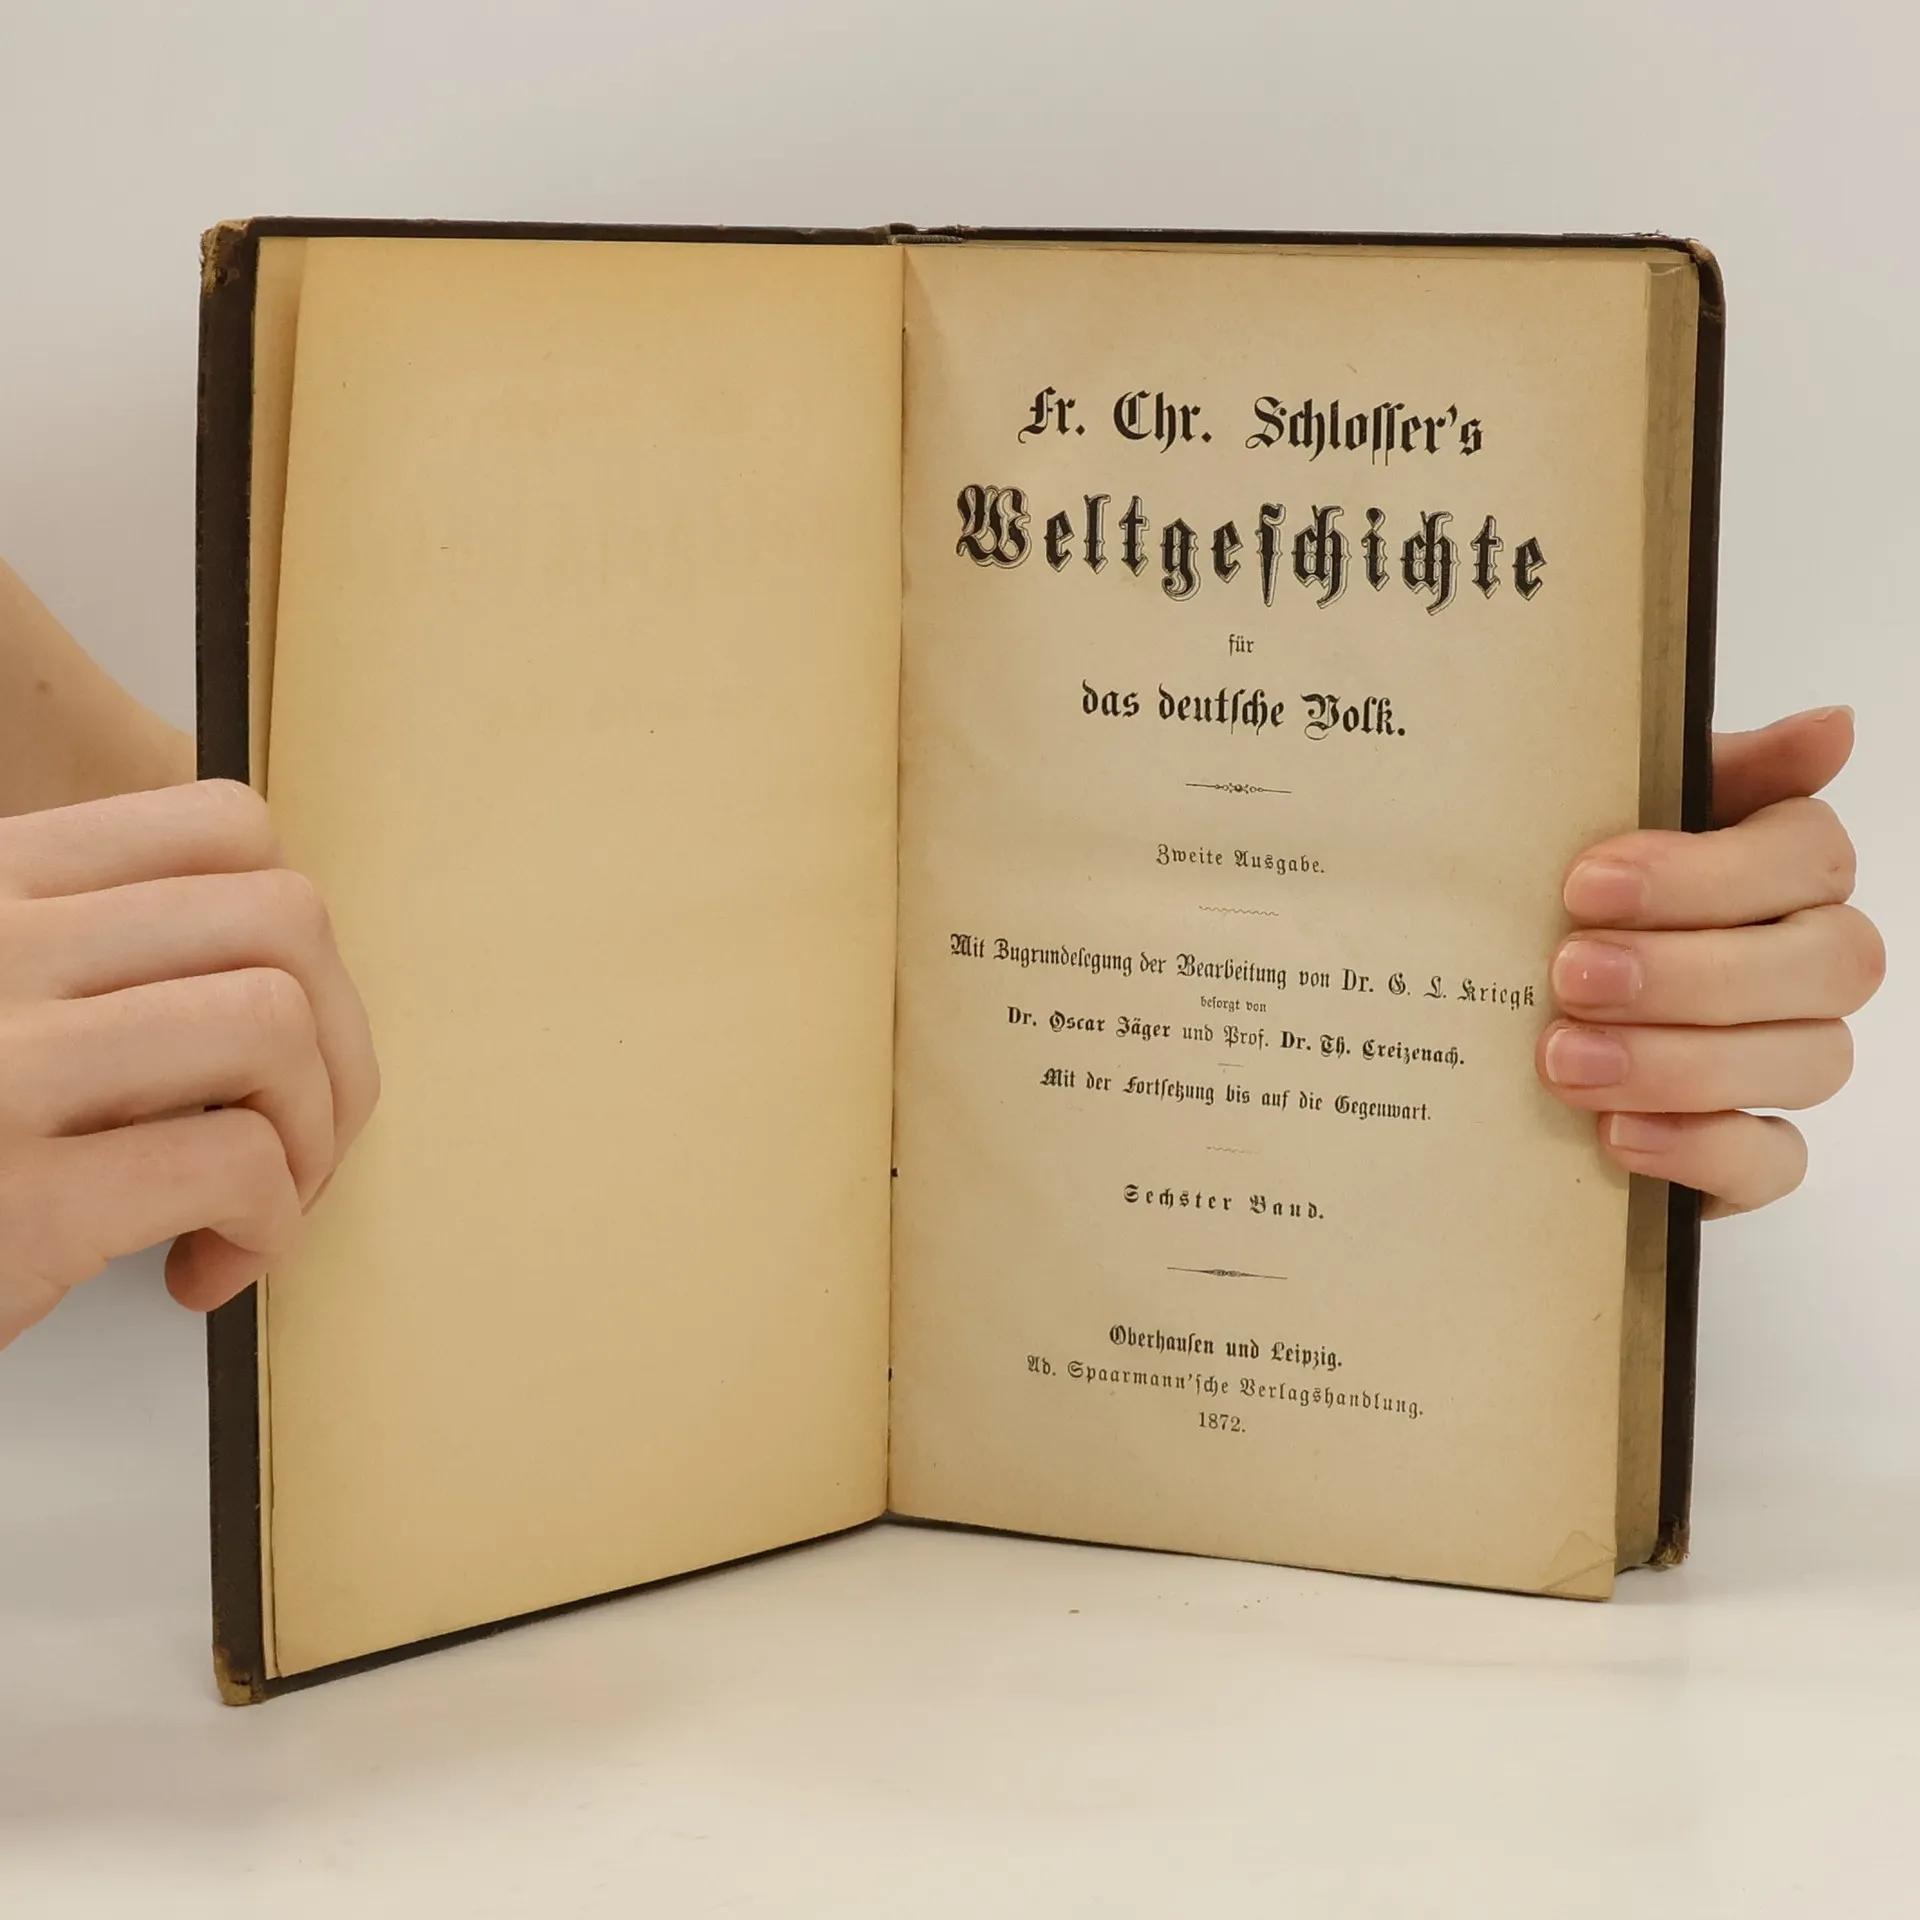 Fr. Chr. Schloſſer's
Weltgeſchichte
für
das deutſche Volk.
Zweite Ausgabe.
Mit Zugrundelegung der Bearbeitung von Dr. G. L. Kriegk
beſorgt von
Dr. Oscar Jäger und Prof. Dr. Th. Creizenach.
Mit der Fortſetzung bis auf die Gegenwart.
Sechster Band.
Oberhauſen und Leipzig.
Ad. Spaarmann'ſche Verlagshandlung.
1872.